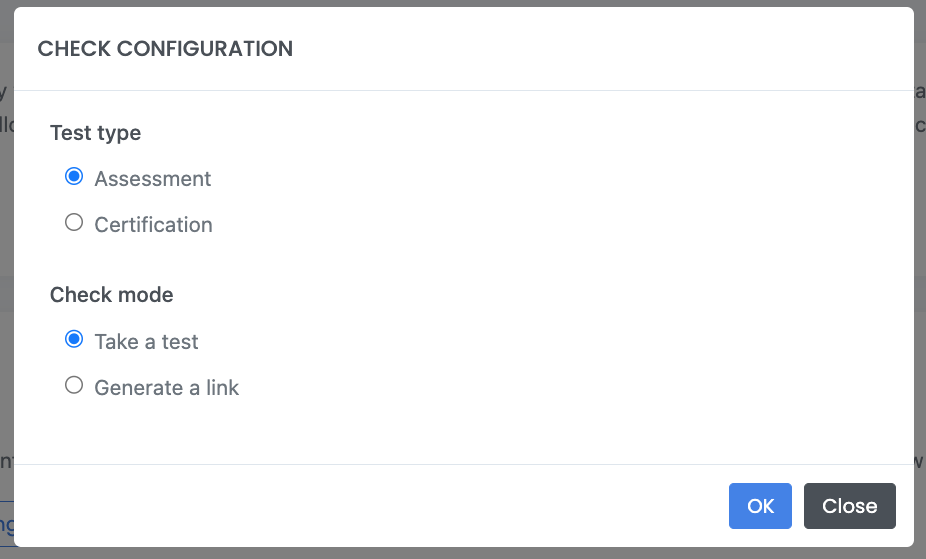 CHECK CONFIGURATION
Test type
Assessment
Certification
Check mode
Take a test
Generate a link
OK
Close